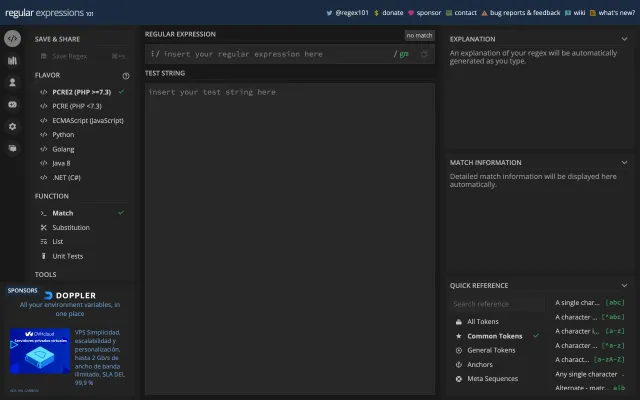 regular expressions 101
@regex101
donate
sponsor
contact
bug reports & feedback
wiki
what's new?
SAVE & SHARE
Save Regex
FLAVOR
PCRE2 (PHP >=7.3)
PCRE (PHP <7.3)
ECMAScript (JavaScript)
Python
Golang
Java 8
.NET (C#)
FUNCTION
Match
Substitution
List
Unit Tests
TOOLS
SPONSORS
DOPPLER
All your environment variables, in
one place
OVHcloud
Servidores privados virtuales
VPS Simplicidad,
escalabilidad y
personalización,
hasta 2 Gb/s de
ancho de banda
ilimitado, SLA DEL
99,9 %
REGULAR EXPRESSION
no match
/ insert your regular expression here
/ gm
TEST STRING
insert your test string here
EXPLANATION
An explanation of your regex will be automatically
generated as you type.
MATCH INFORMATION
Detailed match information will be displayed here
automatically.
QUICK REFERENCE
Search reference
All Tokens
Common Tokens
General Tokens
Anchors
Meta Sequences
A single char... [abc]
A character ... [^abc]
A character i... [a-z]
A character ... [^a-z]
A charact... [a-zA-Z]
Any single character .
Alternate - matr... a|b